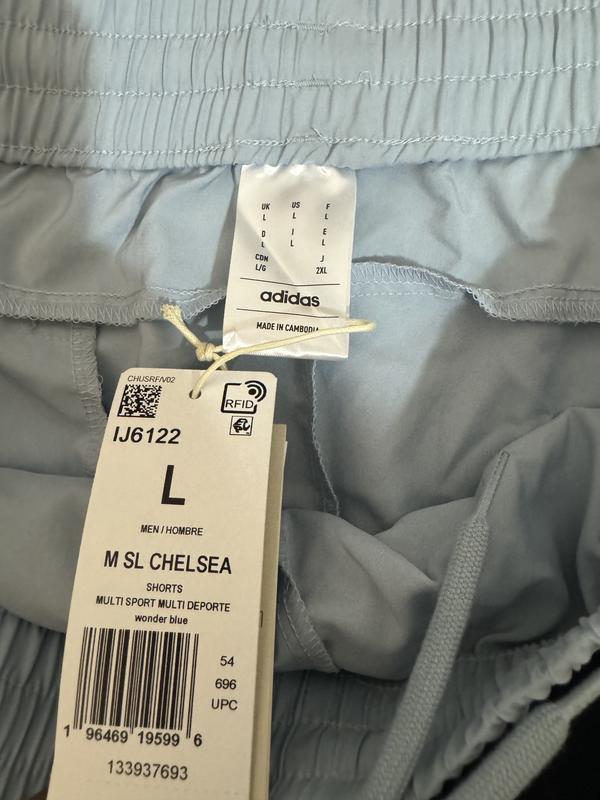 UK US F
L L L
D I E
L L L
CDN J
L/G 2XL
adidas
MADE IN CAMBODIA
CHUSRF/V02
RFID
IJ6122
L
MEN / HOMBRE
M SL CHELSEA
SHORTS
MULTI SPORT MULTI DEPORTE
wonder blue
54
696
UPC
1 96469 19599 6
133937693